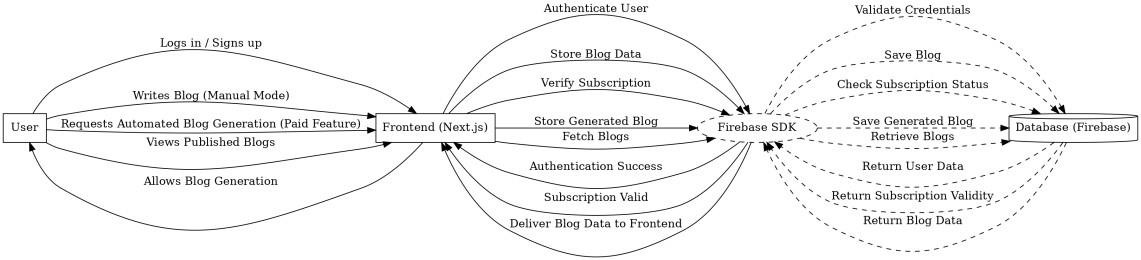 User
Logs in / Signs up
Writes Blog (Manual Mode)
Requests Automated Blog Generation (Paid Feature)
Views Published Blogs
Allows Blog Generation
Frontend (Next.js)
Authenticate User
Store Blog Data
Verify Subscription
Store Generated Blog
Fetch Blogs
Authentication Success
Subscription Valid
Deliver Blog Data to Frontend
Firebase SDK
Validate Credentials
Save Blog
Check Subscription Status
Save Generated Blog
Retrieve Blogs
Return User Data
Return Subscription Validity
Return Blog Data
Database (Firebase)